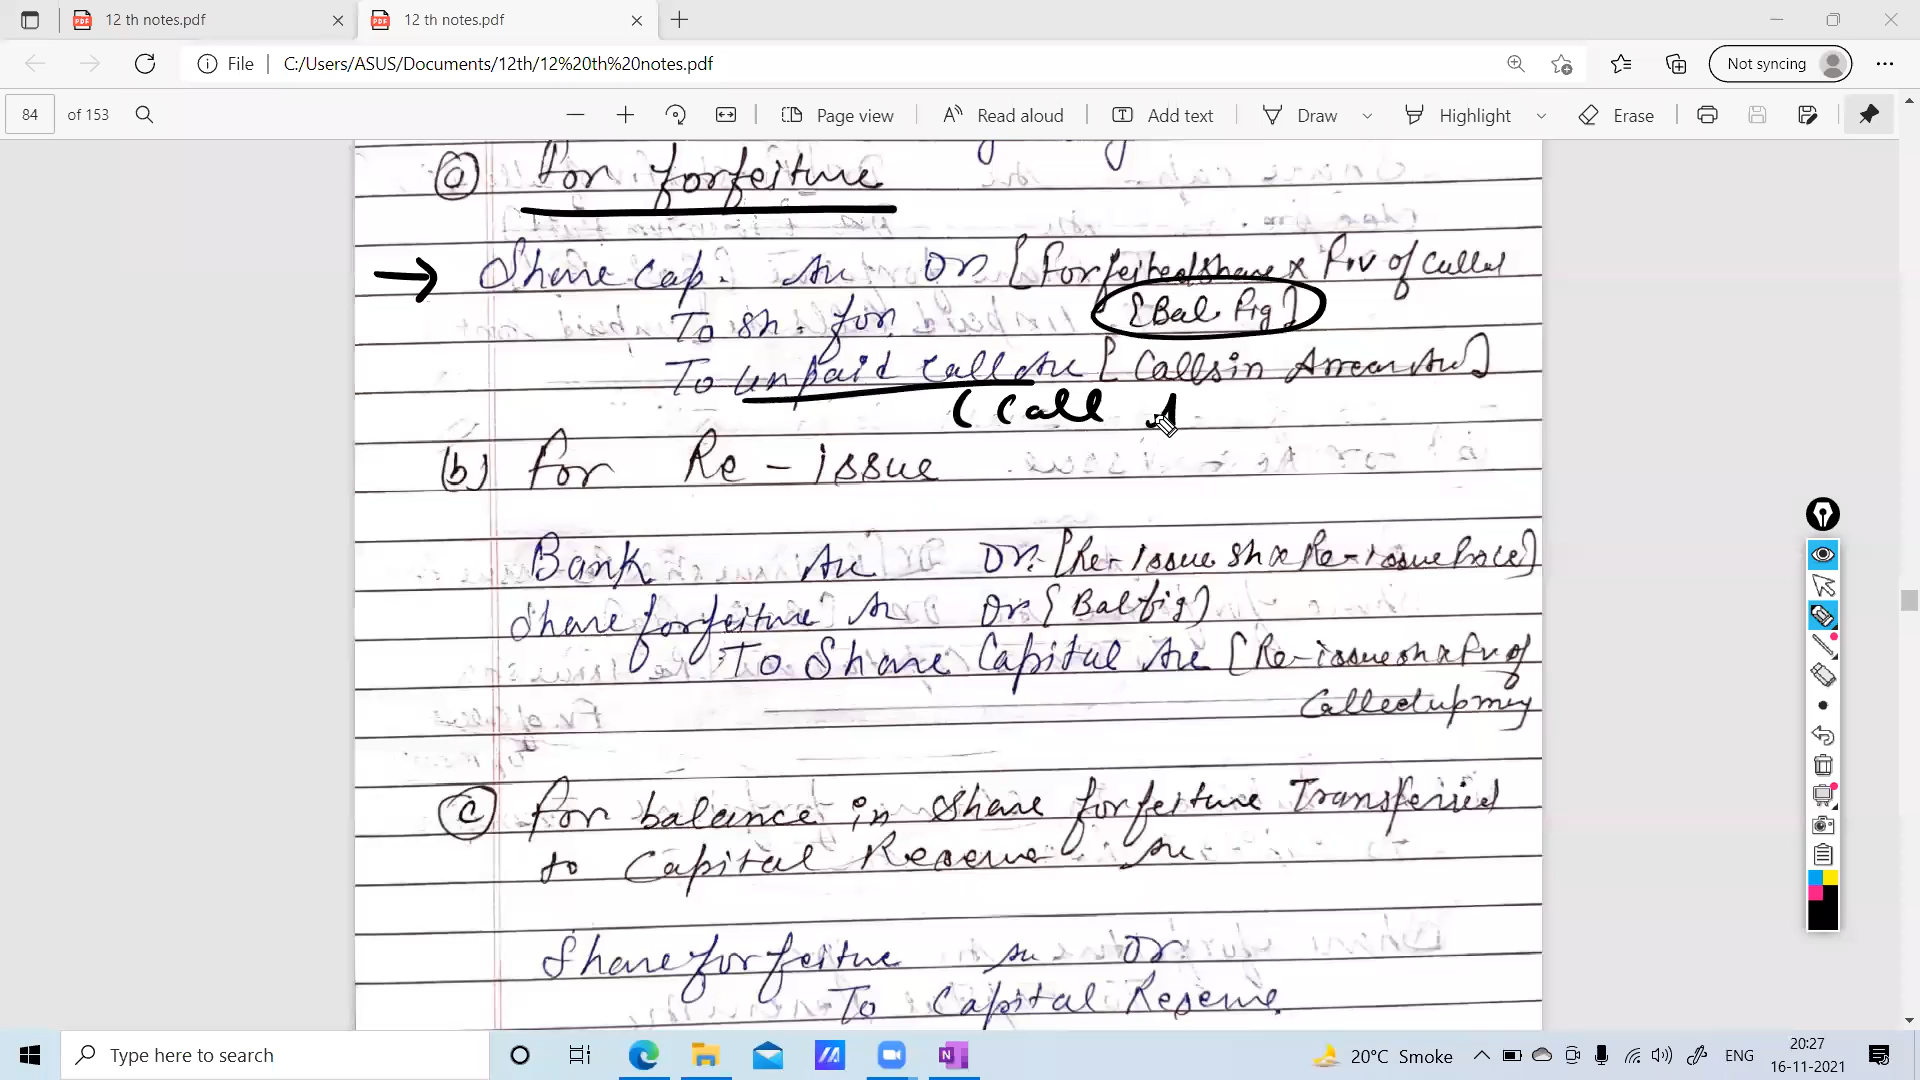 12 th notes.pdf
12 th notes.pdf
File C:/Users/ASUS/Documents/12th/12%20th%20notes.pdf Not syncing
84 of 153 Page view Read aloud Add text Draw Highlight Erase
(a) for forfeiture
→ Share Cap. A/c Dr [Forfeited share x F.V of Called
[Bal. fig]
To sh. for.
To unpaid call A/c [Calls in Arrear A/c]
(Call A
(b) for Re-issue
Bank A/c Dr. [Re-issue sh x Re-issue Price]
Share forfeiture A/c Dr {Bal fig}
To Share Capital A/c [Re-issue sh x F.v of
Called up mny
(c) for balance in share forfeiture Transferred
to Capital Reserve A/c
Share forfeiture A/c Dr
To Capital Reserve
Type here to search
20°C Smoke ENG
20:27
16-11-2021